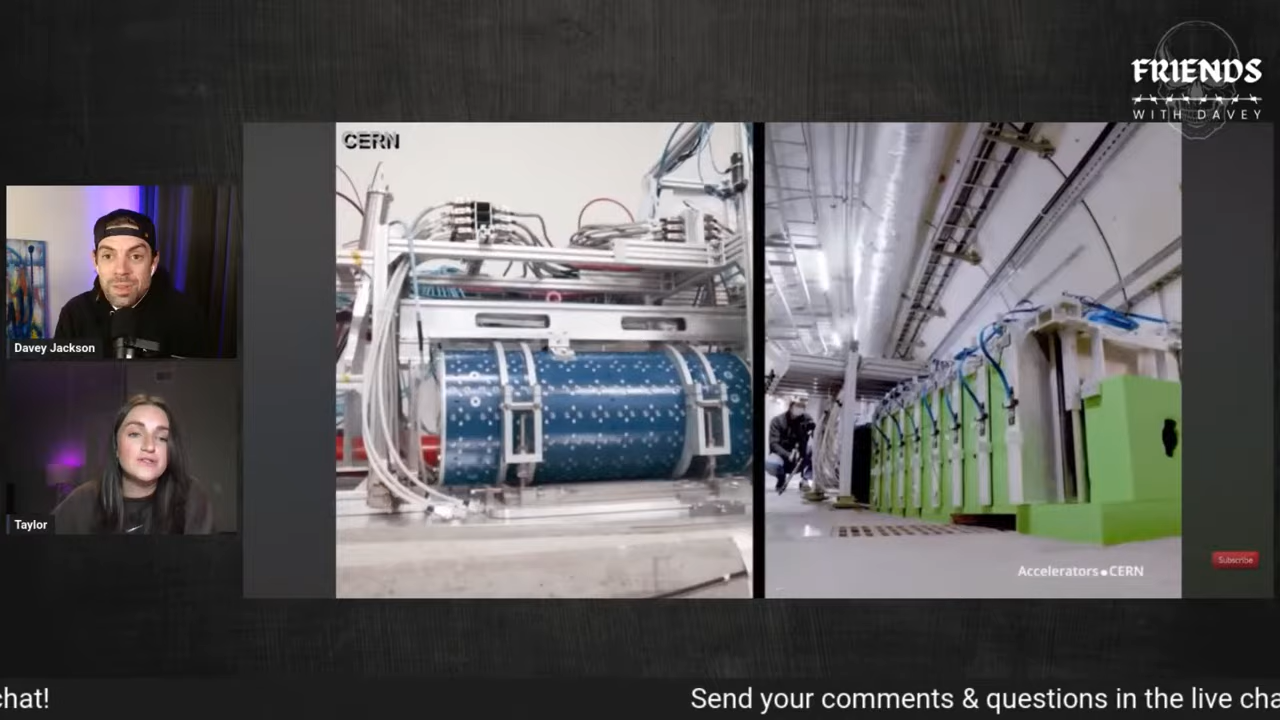 FRIENDS
WITH DAVEY
CERN
Davey Jackson
Taylor
Accelerators●CERN
Subscribe
chat!
Send your comments & questions in the live cha